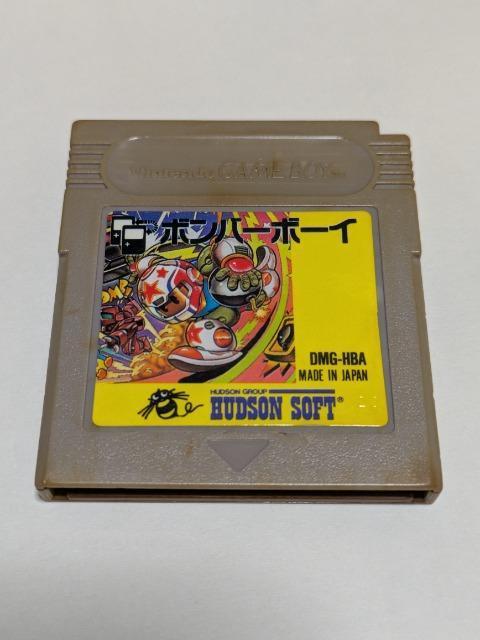 Nintendo GAME BOY TM
ボンバーボーイ
DMG-HBA
MADE IN JAPAN
HUDSON GROUP
HUDSON SOFT®